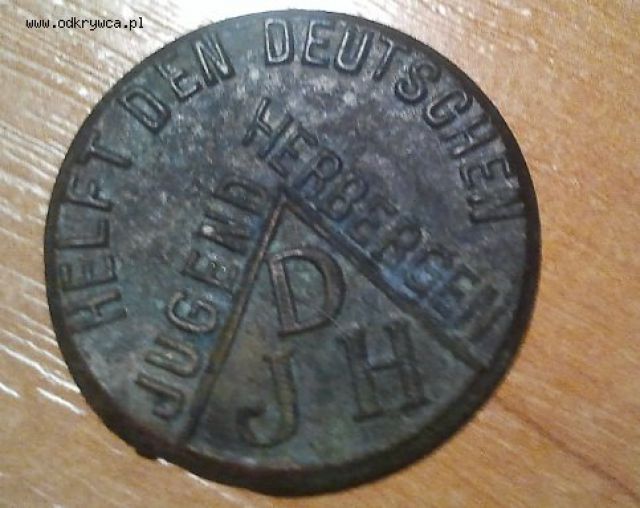 www.odkrywca.pl
HELFT DEN DEUTSCHEN
JUGEND
HERBERGEN
D
J H